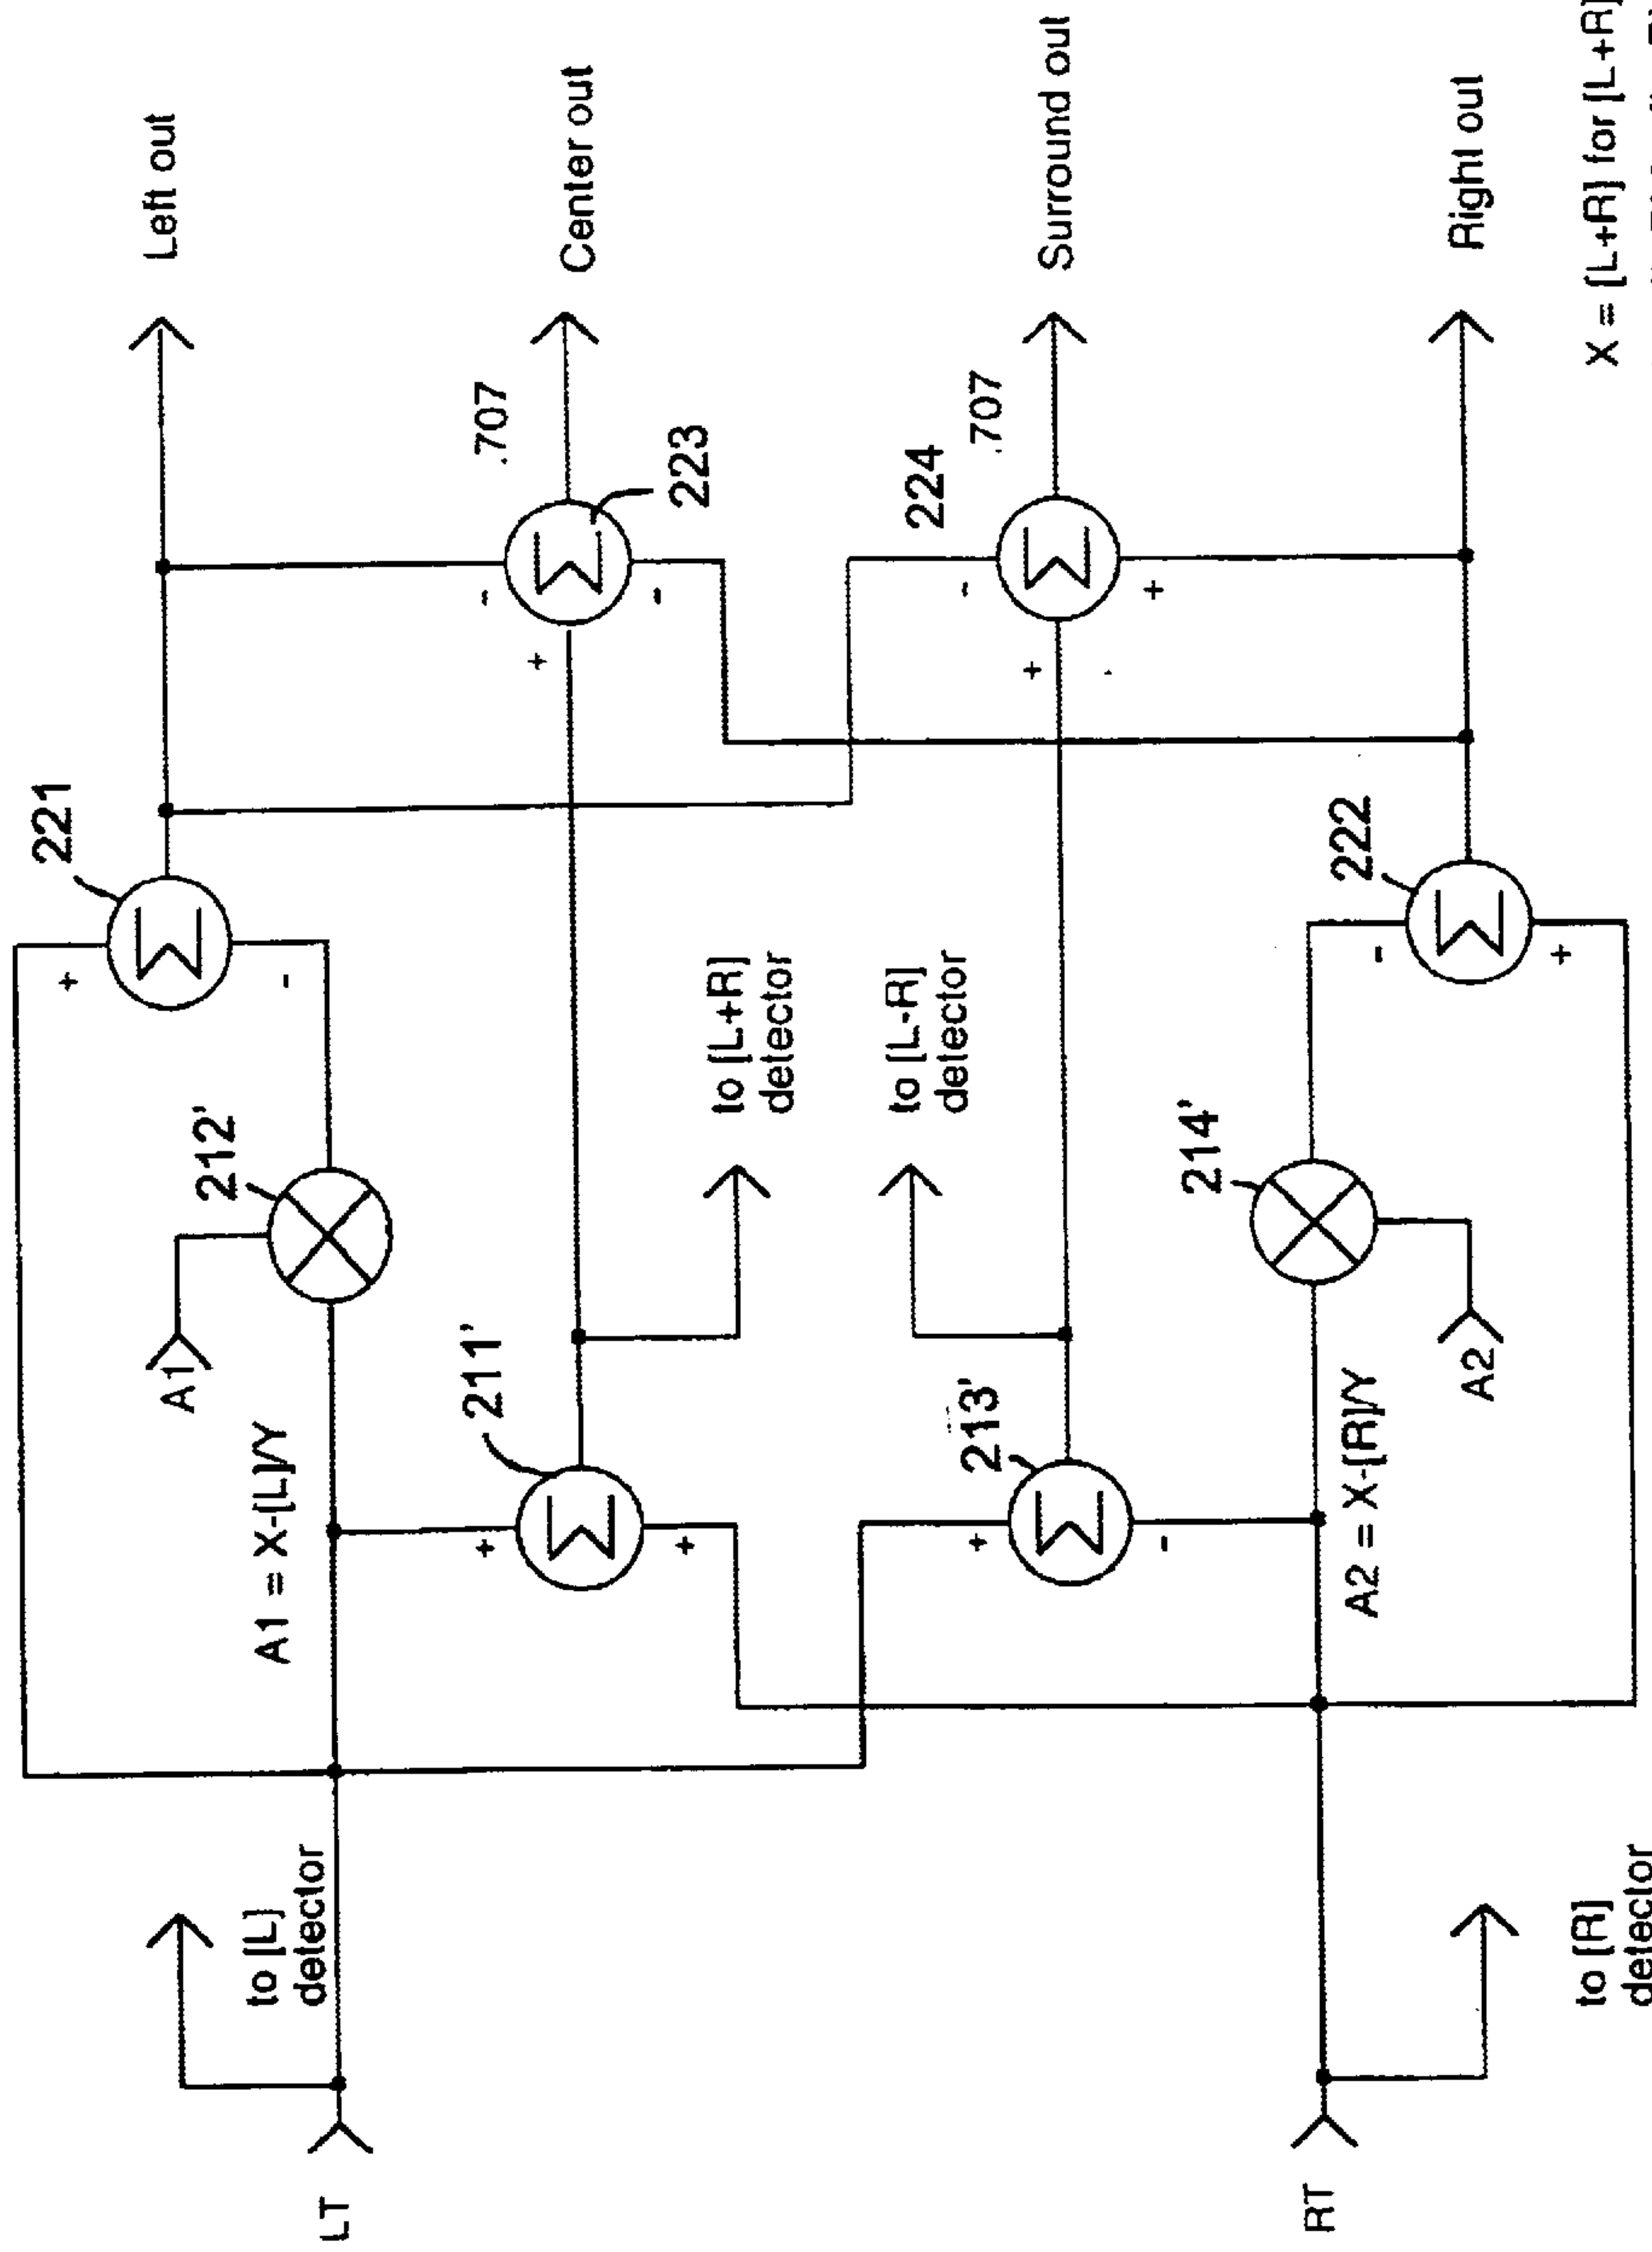 Left out
221
+
-
212'
A1
A1 = X-[L]/Y
to [L]
detector
LT
.707
Center out
223
-
+
-
211'
+
+
to [L+R]
detector
to [L-R]
detector
224
.707
Surround out
-
+
+
213'
+
-
A2 = X-[R]/Y
214'
A2
222
-
+
Right out
RT
to [R]
detector
X = [L+R] for [L+R]